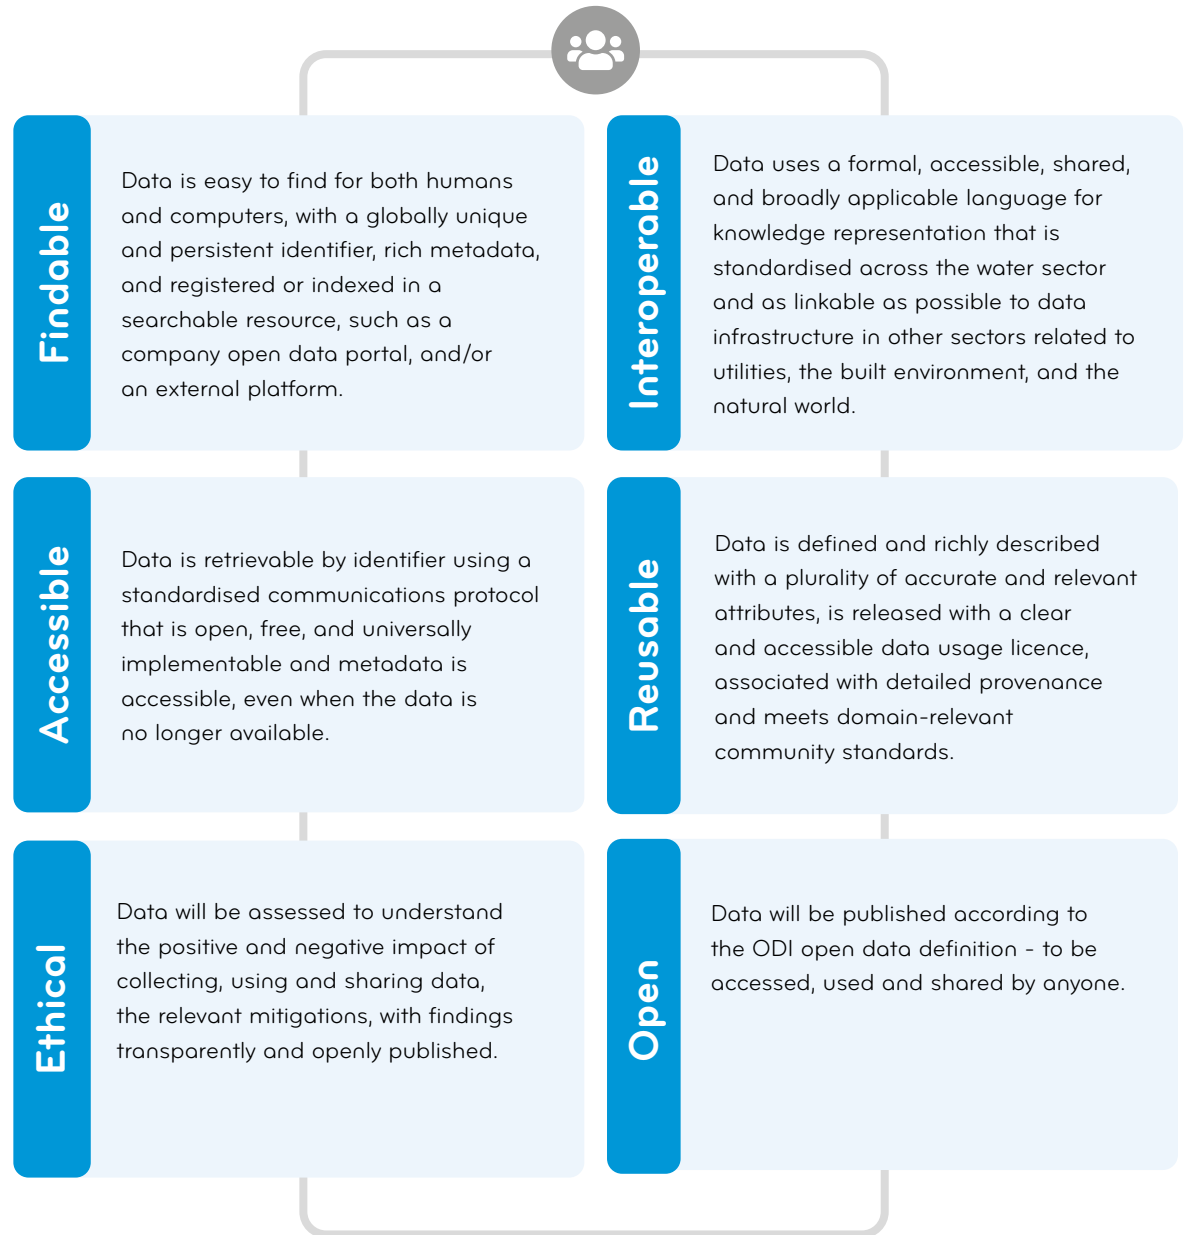 Findable
Data is easy to find for both humans
and computers, with a globally unique
and persistent identifier, rich metadata,
and registered or indexed in a
searchable resource, such as a
company open data portal, and/or
an external platform.
Interoperable
Data uses a formal, accessible, shared,
and broadly applicable language for
knowledge representation that is
standardised across the water sector
and as linkable as possible to data
infrastructure in other sectors related to
utilities, the built environment, and the
natural world.
Accessible
Data is retrievable by identifier using a
standardised communications protocol
that is open, free, and universally
implementable and metadata is
accessible, even when the data is
no longer available.
Reusable
Data is defined and richly described
with a plurality of accurate and relevant
attributes, is released with a clear
and accessible data usage licence,
associated with detailed provenance
and meets domain-relevant
community standards.
Ethical
Data will be assessed to understand
the positive and negative impact of
collecting, using and sharing data,
the relevant mitigations, with findings
transparently and openly published.
Open
Data will be published according to
the ODI open data definition - to be
accessed, used and shared by anyone.